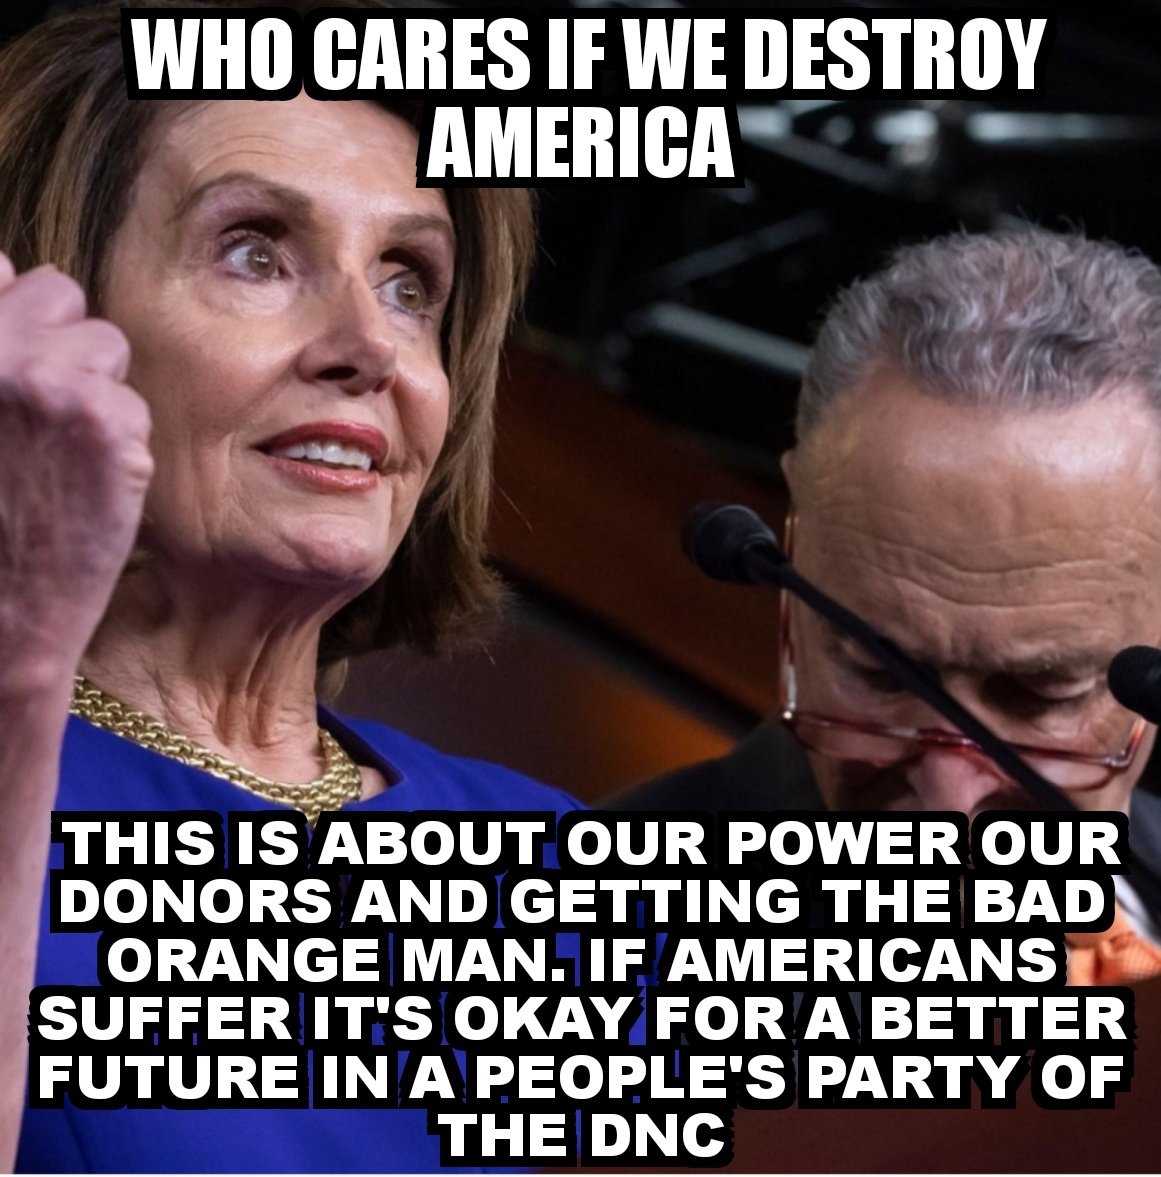 WHO CARES IF WE DESTROY
AMERICA
THIS IS ABOUT OUR POWER OUR
DONORS AND GETTING THE BAD
ORANGE MAN. IF AMERICANS
SUFFER IT'S OKAY FOR A BETTER
FUTURE IN A PEOPLE'S PARTY OF
THE DNC